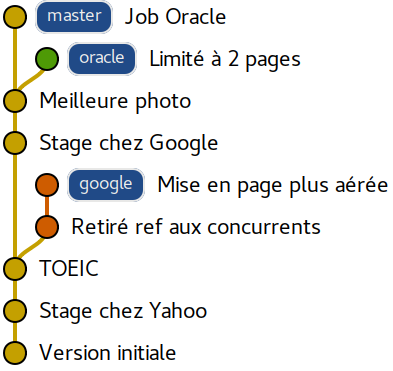 master Job Oracle
oracle Limité à 2 pages
Meilleure photo
Stage chez Google
google Mise en page plus aérée
Retiré ref aux concurrents
TOEIC
Stage chez Yahoo
Version initiale